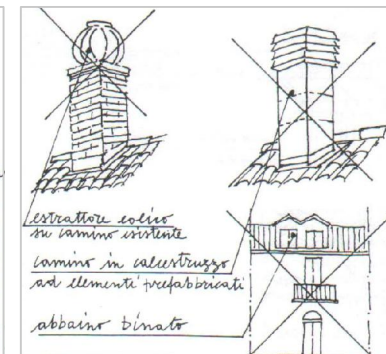 estrattore eolico
su camino esistente
camino in calcestruzzo
ad elementi prefabbricati
abbaino binato